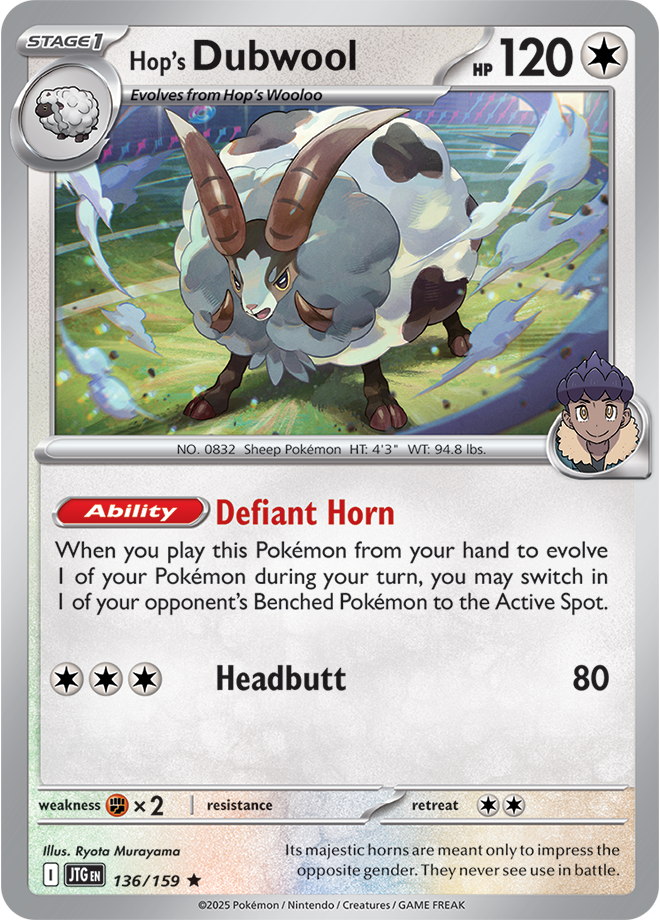 STAGE1
Hop's Dubwool HP 120
Evolves from Hop's Wooloo
NO. 0832 Sheep Pokémon HT: 4'3" WT: 94.8 lbs.
Ability Defiant Horn
When you play this Pokémon from your hand to evolve
1 of your Pokémon during your turn, you may switch in
1 of your opponent's Benched Pokémon to the Active Spot.
Headbutt 80
weakness ×2 resistance retreat
Illus. Ryota Murayama
Its majestic horns are meant only to impress the
opposite gender. They never see use in battle.
I JTG EN 136/159 ★
©2025 Pokémon / Nintendo / Creatures / GAME FREAK